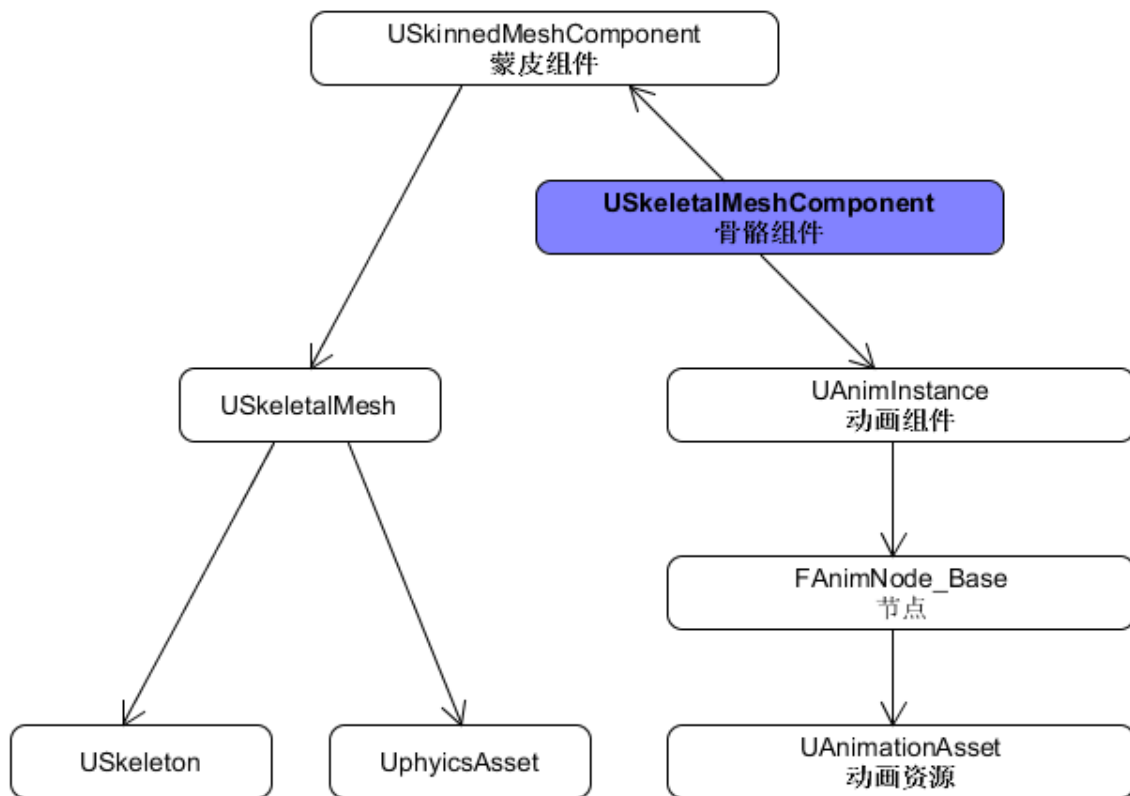 USkinnedMeshComponent
蒙皮组件
USkeletalMeshComponent
骨骼组件
USkeletalMesh
UAnimInstance
动画组件
FAnimNode_Base
节点
USkeleton
UphyicsAsset
UAnimationAsset
动画资源